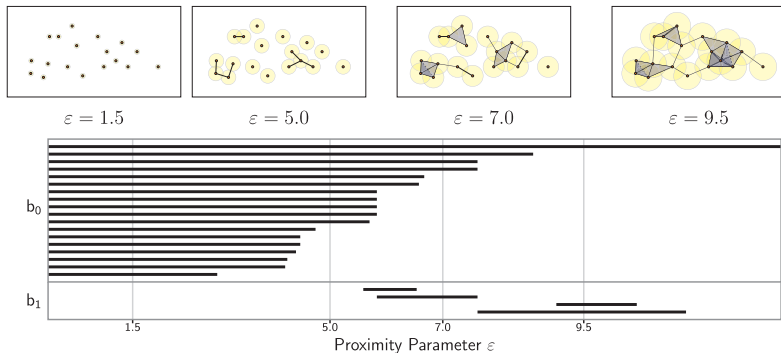 ε = 1.5
ε = 5.0
ε = 7.0
ε = 9.5
b₀
b₁
1.5 5.0 7.0 9.5
Proximity Parameter ε